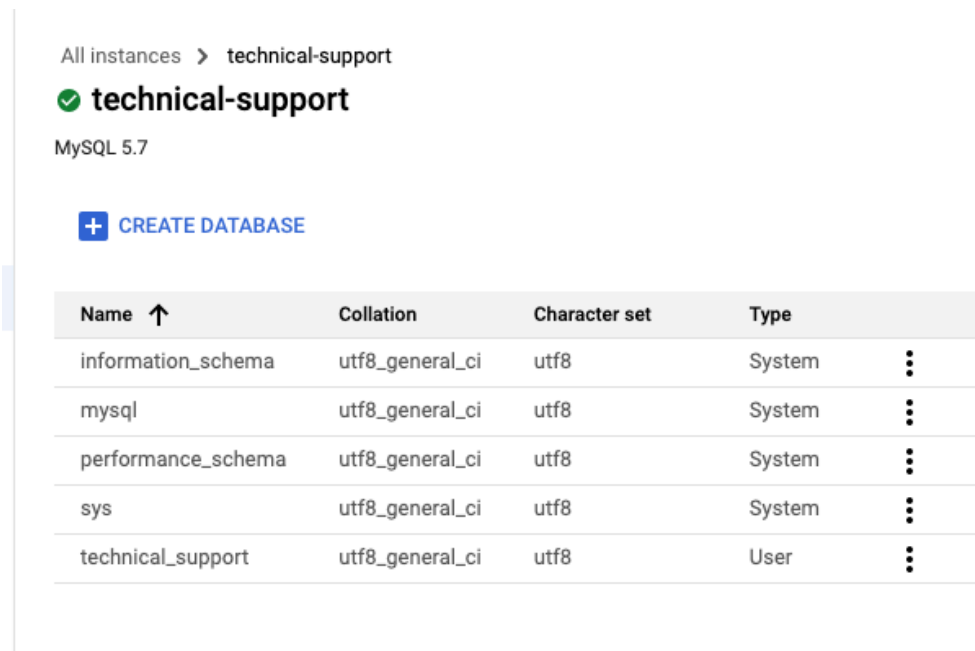 All instances > technical-support
technical-support
MySQL 5.7
CREATE DATABASE
Name Collation Character set Type
information_schema utf8_general_ci utf8 System
mysql utf8_general_ci utf8 System
performance_schema utf8_general_ci utf8 System
sys utf8_general_ci utf8 System
technical_support utf8_general_ci utf8 User